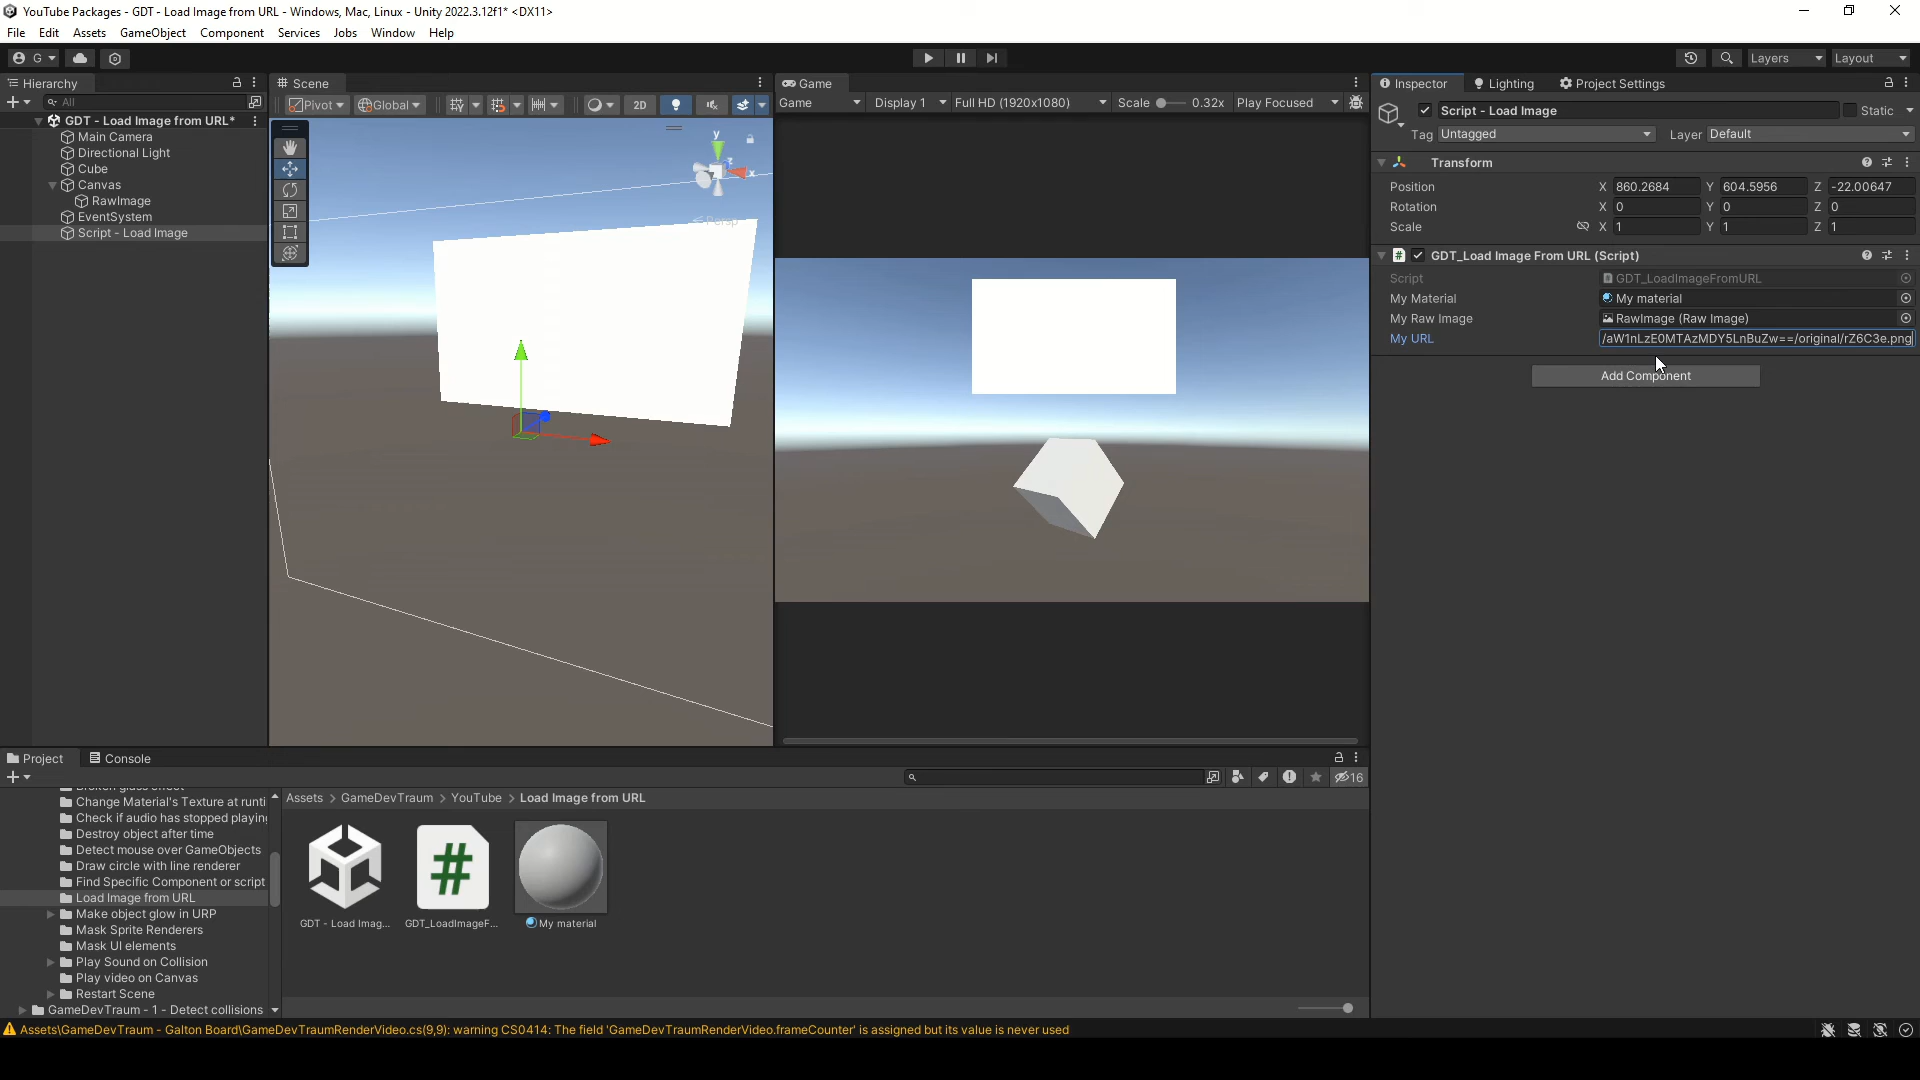 YouTube Packages - GDT - Load Image from URL - Windows, Mac, Linux - Unity 2022.3.12f1* <DX11>
File Edit Assets GameObject Component Services Jobs Window Help
G
Layers
Layout
Hierarchy
All
GDT - Load Image from URL*
Main Camera
Directional Light
Cube
Canvas
RawImage
EventSystem
Script - Load Image
Scene
Pivot
Global
2D
y
x
z
Persp
Game
Game
Display 1
Full HD (1920x1080)
Scale
0.32x
Play Focused
Inspector
Lighting
Project Settings
Script - Load Image
Static
Tag Untagged
Layer Default
Transform
Position X 860.2684 Y 604.5956 Z -22.00647
Rotation X 0 Y 0 Z 0
Scale X 1 Y 1 Z 1
GDT_Load Image From URL (Script)
Script GDT_LoadImageFromURL
My Material My material
My Raw Image RawImage (Raw Image)
My URL /aW1nLzE0MTAzMDY5LnBuZw==/original/rZ6C3e.png
Add Component
Project
Console
16
Change Material's Texture at runti
Check if audio has stopped playing
Destroy object after time
Detect mouse over GameObjects
Draw circle with line renderer
Find Specific Component or script
Load Image from URL
Make object glow in URP
Mask Sprite Renderers
Mask UI elements
Play Sound on Collision
Play video on Canvas
Restart Scene
GameDevTraum - 1 - Detect collisions
Assets > GameDevTraum > YouTube > Load Image from URL
#
GDT - Load Imag...
GDT_LoadImageF...
My material
Assets\GameDevTraum - Galton Board\GameDevTraumRenderVideo.cs(9,9): warning CS0414: The field 'GameDevTraumRenderVideo.frameCounter' is assigned but its value is never used